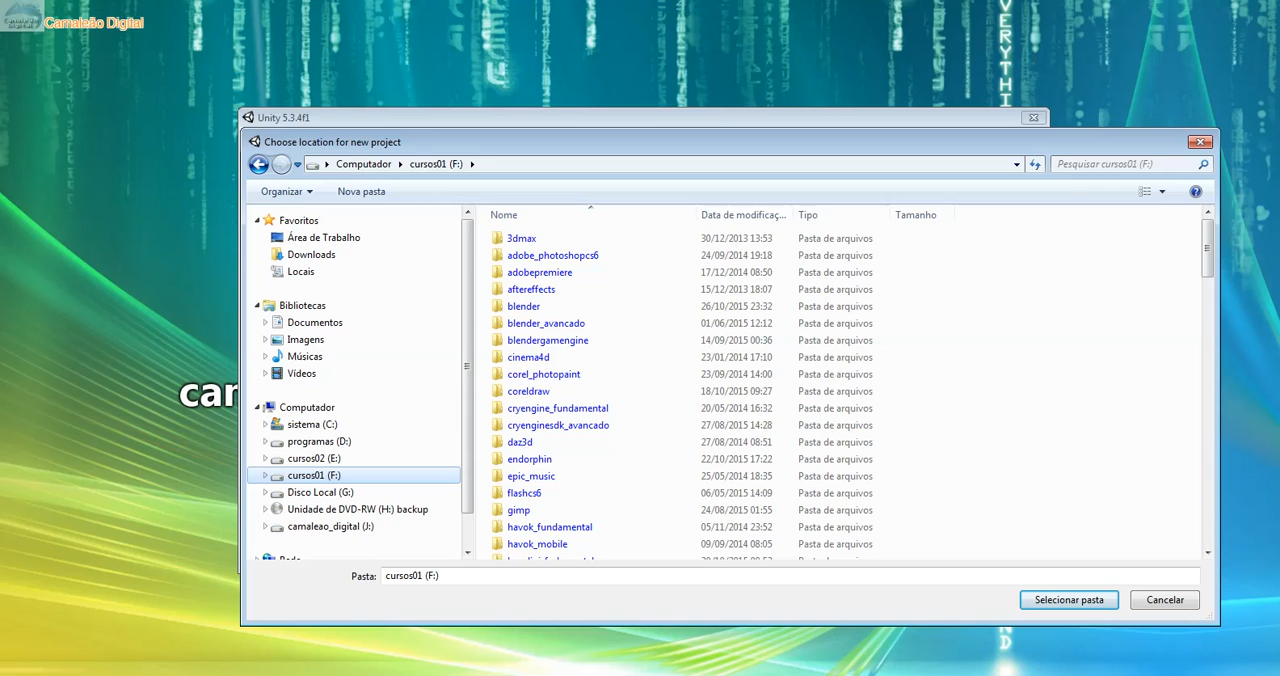 Camaleão Digital
Camaleão Digital
VERYTHI
Unity 5.3.4f1
Choose location for new project
Computador
cursos01 (F:)
Pesquisar cursos01 (F:)
Organizar
Nova pasta
Favoritos
Área de Trabalho
Downloads
Locais
Bibliotecas
Documentos
Imagens
Músicas
Vídeos
Computador
sistema (C:)
programas (D:)
cursos02 (E:)
cursos01 (F:)
Disco Local (G:)
Unidade de DVD-RW (H:) backup
camaleao_digital (J:)
Nome Data de modificaç... Tipo Tamanho
3dmax 30/12/2013 13:53 Pasta de arquivos
adobe_photoshopcs6 24/09/2014 19:18 Pasta de arquivos
adobepremiere 17/12/2014 08:50 Pasta de arquivos
aftereffects 15/12/2013 18:07 Pasta de arquivos
blender 26/10/2015 23:32 Pasta de arquivos
blender_avancado 01/06/2015 12:12 Pasta de arquivos
blendergamengine 14/09/2015 00:36 Pasta de arquivos
cinema4d 23/01/2014 17:10 Pasta de arquivos
corel_photopaint 23/09/2014 14:00 Pasta de arquivos
coreldraw 18/10/2015 09:27 Pasta de arquivos
cryengine_fundamental 20/05/2014 16:32 Pasta de arquivos
cryenginesdk_avancado 27/08/2015 14:28 Pasta de arquivos
daz3d 27/08/2014 08:51 Pasta de arquivos
endorphin 22/10/2015 17:22 Pasta de arquivos
epic_music 25/05/2014 18:35 Pasta de arquivos
flashcs6 06/05/2015 14:09 Pasta de arquivos
gimp 24/08/2015 01:55 Pasta de arquivos
havok_fundamental 05/11/2014 23:52 Pasta de arquivos
havok_mobile 09/09/2014 08:05 Pasta de arquivos
car
Pasta: cursos01 (F:)
Selecionar pasta
Cancelar
ND